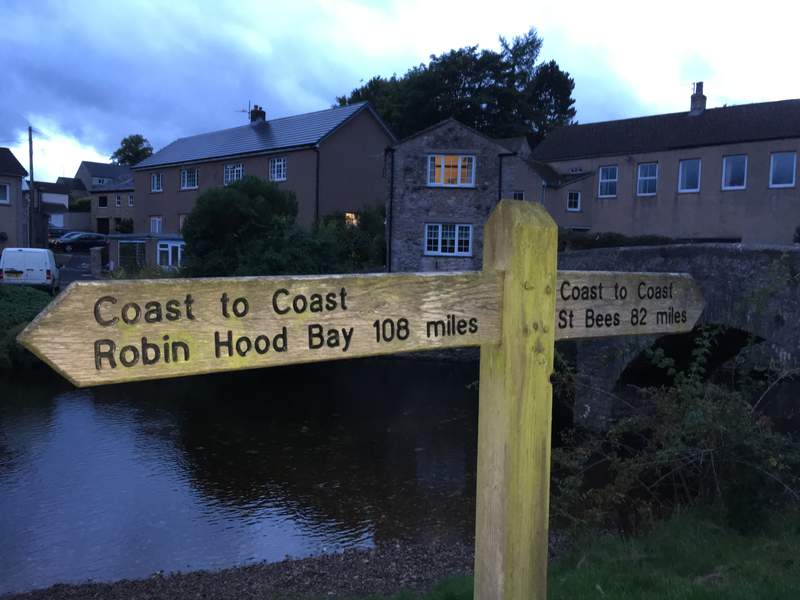 Coast to Coast
Robin Hood Bay 108 miles
Coast to Coast
St Bees 82 miles